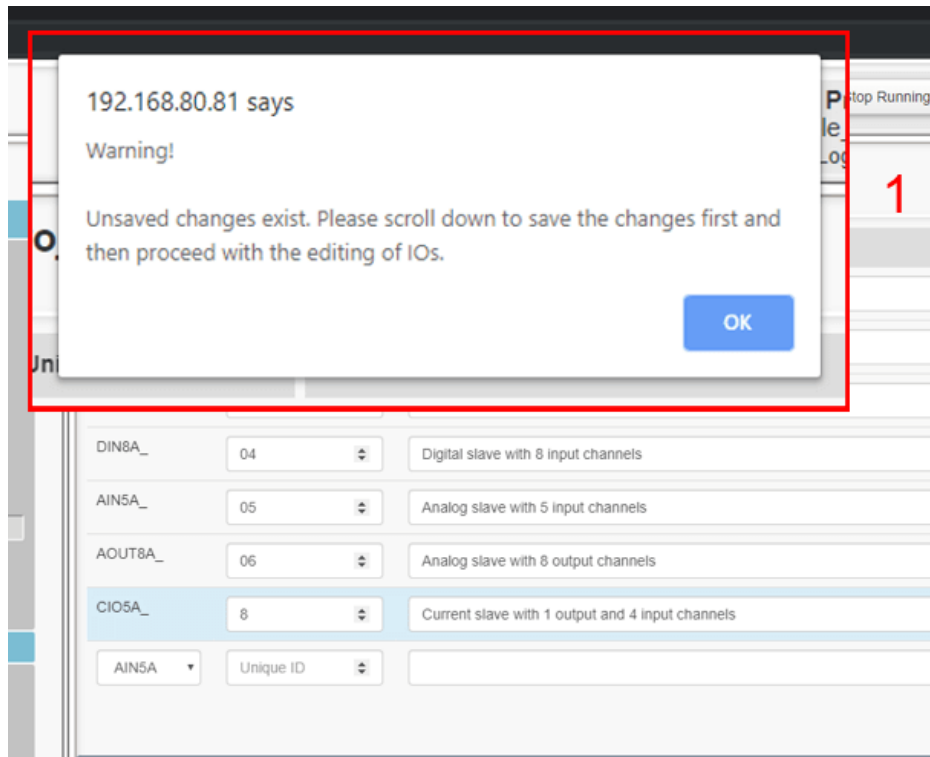 192.168.80.81 says
Warning!
Unsaved changes exist. Please scroll down to save the changes first and
then proceed with the editing of IOs.
OK
top Running
1
DIN8A_ 04 Digital slave with 8 input channels
AIN5A_ 05 Analog slave with 5 input channels
AOUT8A_ 06 Analog slave with 8 output channels
CIO5A_ 8 Current slave with 1 output and 4 input channels
AIN5A Unique ID